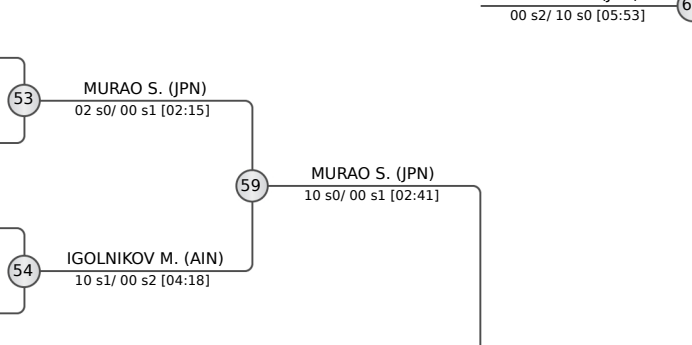 00 s2/ 10 s0 [05:53]
53
MURAO S. (JPN)
02 s0/ 00 s1 [02:15]
59
MURAO S. (JPN)
10 s0/ 00 s1 [02:41]
54
IGOLNIKOV M. (AIN)
10 s1/ 00 s2 [04:18]